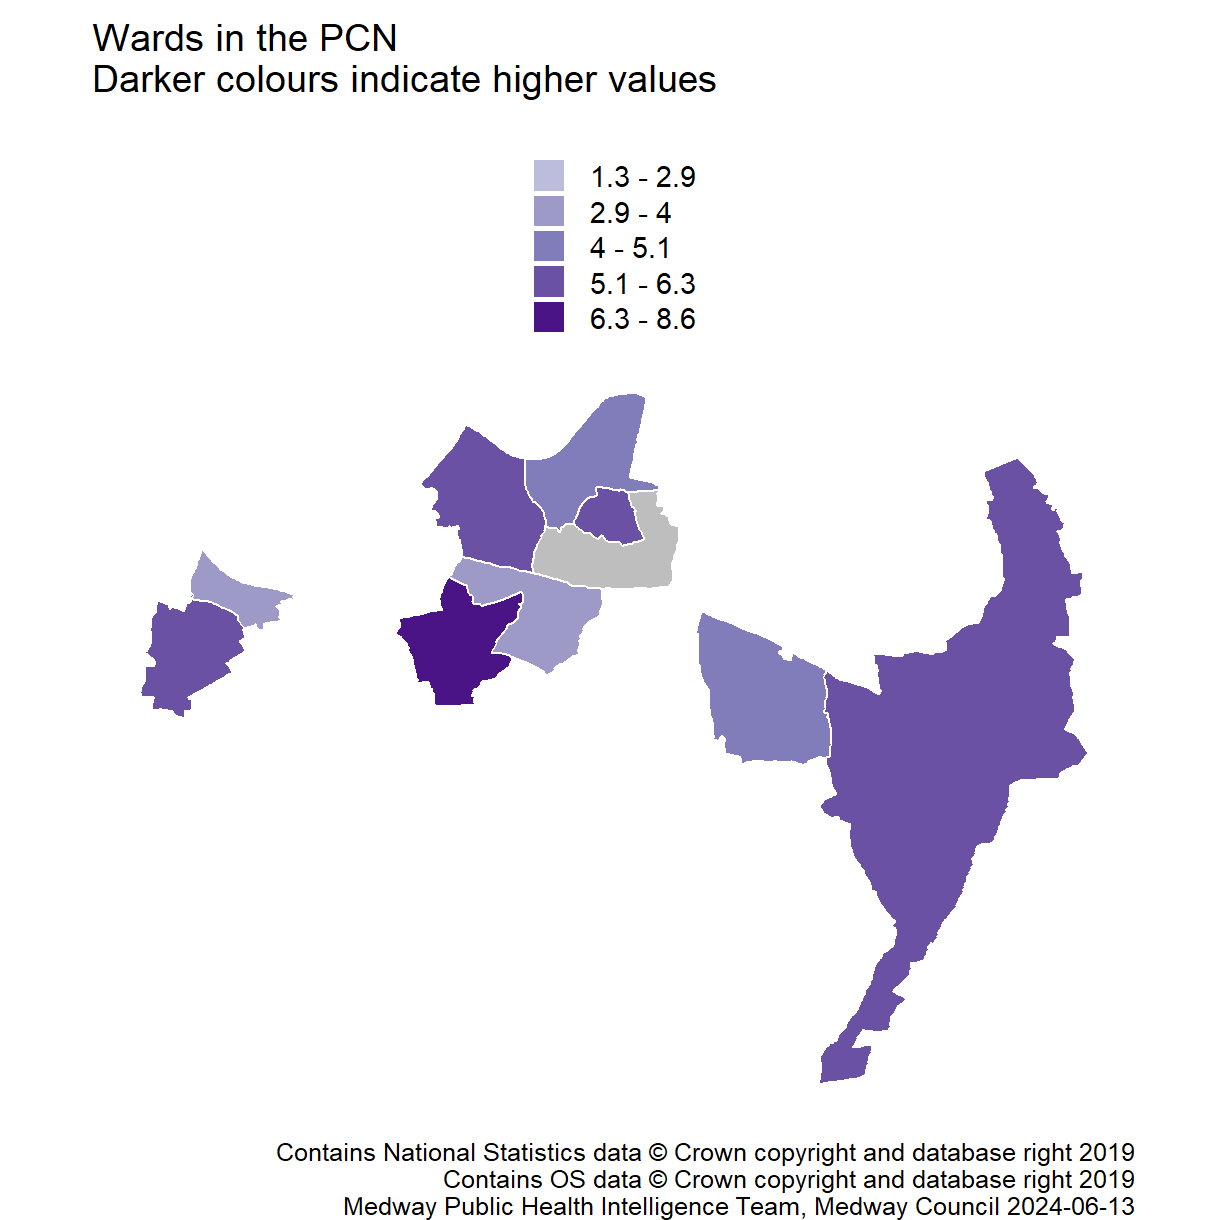 Wards in the PCN
Darker colours indicate higher values
1.3 - 2.9
2.9 - 4
4 - 5.1
5.1 - 6.3
6.3 - 8.6
Contains National Statistics data © Crown copyright and database right 2019
Contains OS data © Crown copyright and database right 2019
Medway Public Health Intelligence Team, Medway Council 2024-06-13